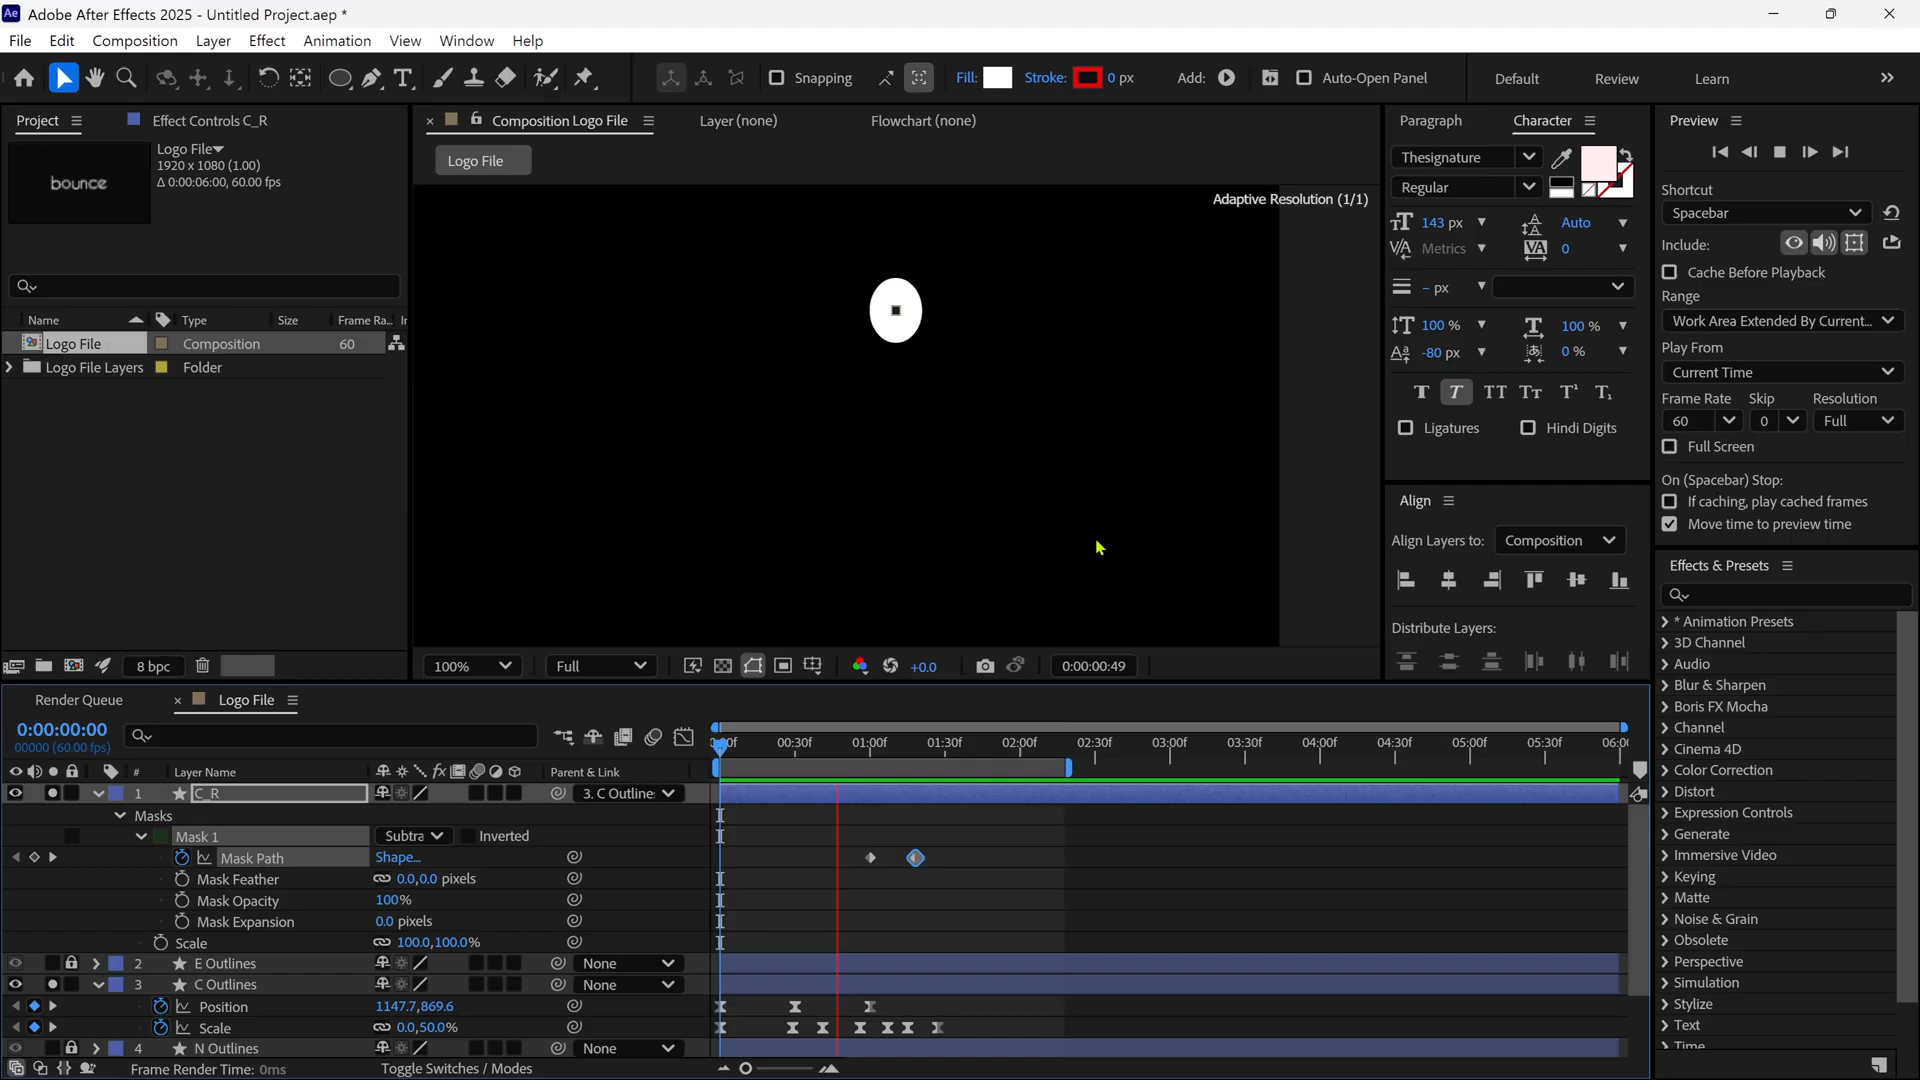 Ae Adobe After Effects 2025 - Untitled Project.aep *
File Edit Composition Layer Effect Animation View Window Help
Snapping Fill: Stroke: 0 px Add: Auto-Open Panel Default Review Learn
Project Effect Controls C_R
Logo File
1920 x 1080 (1.00)
Δ 0:00:06:00, 60.00 fps
bounce
Name Type Size Frame Ra... Ir
Logo File Composition 60
Logo File Layers Folder
8 bpc
Composition Logo File Layer (none) Flowchart (none)
Logo File
Adaptive Resolution (1/1)
100% Full +0.0 0:00:00:49
Paragraph Character
Thesignature
Regular
143 px Auto
Metrics 0
– px
100 % 100 %
-80 px 0 %
T T TT Tr T¹ T₁
Ligatures Hindi Digits
Align
Align Layers to: Composition
Distribute Layers:
Preview
Shortcut
Spacebar
Include:
Cache Before Playback
Range
Work Area Extended By Current...
Play From
Current Time
Frame Rate Skip Resolution
60 0 Full
Full Screen
On (Spacebar) Stop:
If caching, play cached frames
Move time to preview time
Effects & Presets
* Animation Presets
3D Channel
Audio
Blur & Sharpen
Boris FX Mocha
Channel
Cinema 4D
Color Correction
Distort
Expression Controls
Generate
Immersive Video
Keying
Matte
Noise & Grain
Obsolete
Perspective
Simulation
Stylize
Text
Time
Render Queue Logo File
0:00:00:00
00000 (60.00 fps)
:00f 00:30f 01:00f 01:30f 02:00f 02:30f 03:00f 03:30f 04:00f 04:30f 05:00f 05:30f 06:00
# Layer Name fx Parent & Link
1 C_R 3. C Outline:
Masks
Mask 1 Subtra Inverted
Mask Path Shape...
Mask Feather 0.0,0.0 pixels
Mask Opacity 100%
Mask Expansion 0.0 pixels
Scale 100.0,100.0%
2 E Outlines None
3 C Outlines None
Position 1147.7,869.6
Scale 0.0,50.0%
4 N Outlines None
Frame Render Time: 0ms Toggle Switches / Modes